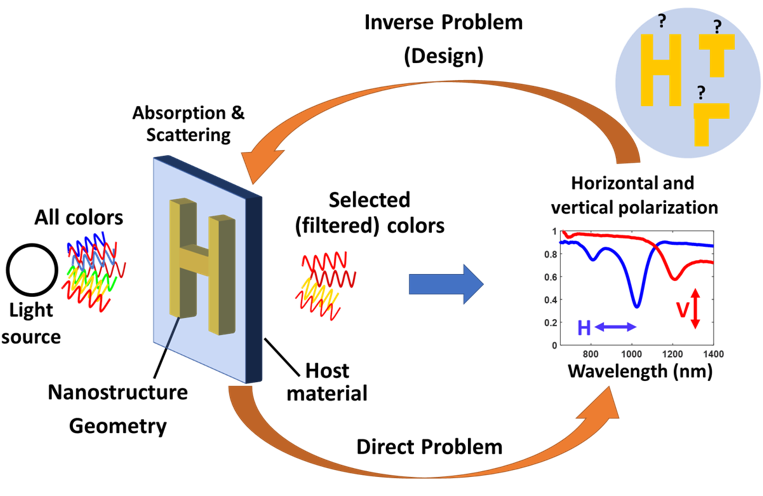 Inverse Problem
(Design)
?
?
?
Absorption &
Scattering
All colors
Light
source
Selected
(filtered) colors
Nanostructure
Geometry
Host
material
Direct Problem
Horizontal and
vertical polarization
1
0.8
0.6
0.4
0.2
0
H
V
800
1000
1200
1400
Wavelength (nm)